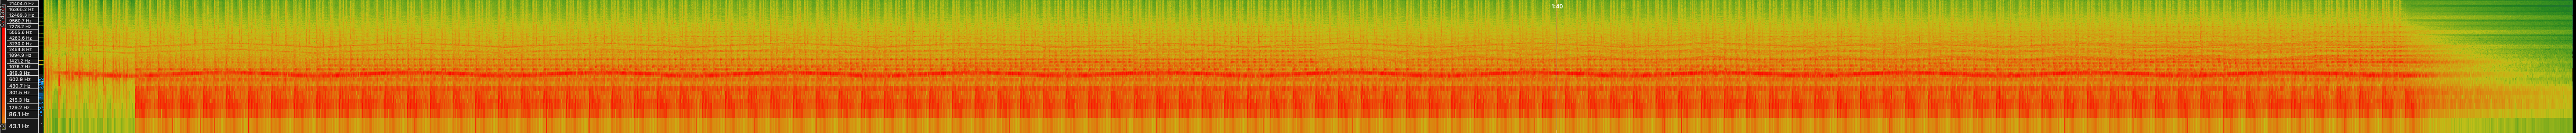 21404.0 Hz
16365.2 Hz
12489.3 Hz
9560.7 Hz
7278.2 Hz
5555.6 Hz
4263.6 Hz
3230.0 Hz
2454.8 Hz
1894.9 Hz
1421.2 Hz
1076.7 Hz
818.3 Hz
602.9 Hz
430.7 Hz
301.5 Hz
215.3 Hz
129.2 Hz
86.1 Hz
43.1 Hz
1:40